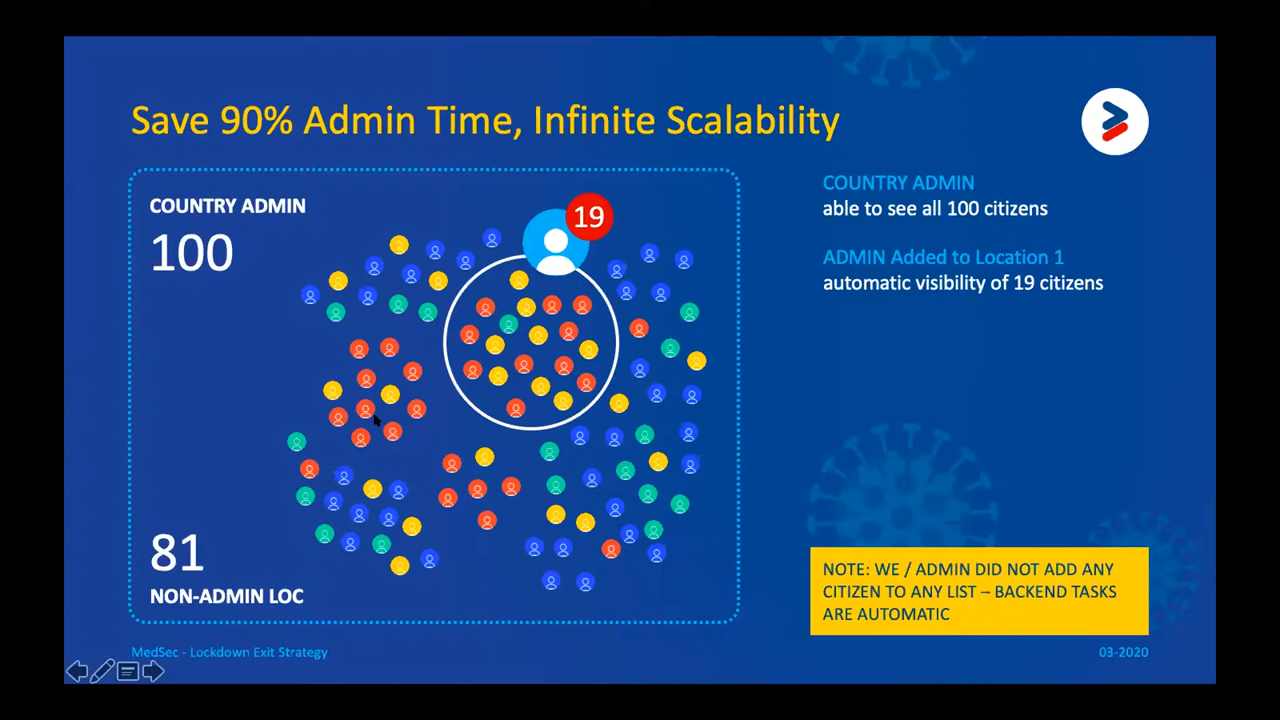 Save 90% Admin Time, Infinite Scalability
COUNTRY ADMIN
100
19
81
NON-ADMIN LOC
COUNTRY ADMIN
able to see all 100 citizens
ADMIN Added to Location 1
automatic visibility of 19 citizens
NOTE: WE / ADMIN DID NOT ADD ANY
CITIZEN TO ANY LIST – BACKEND TASKS
ARE AUTOMATIC
MedSec - Lockdown Exit Strategy
03-2020